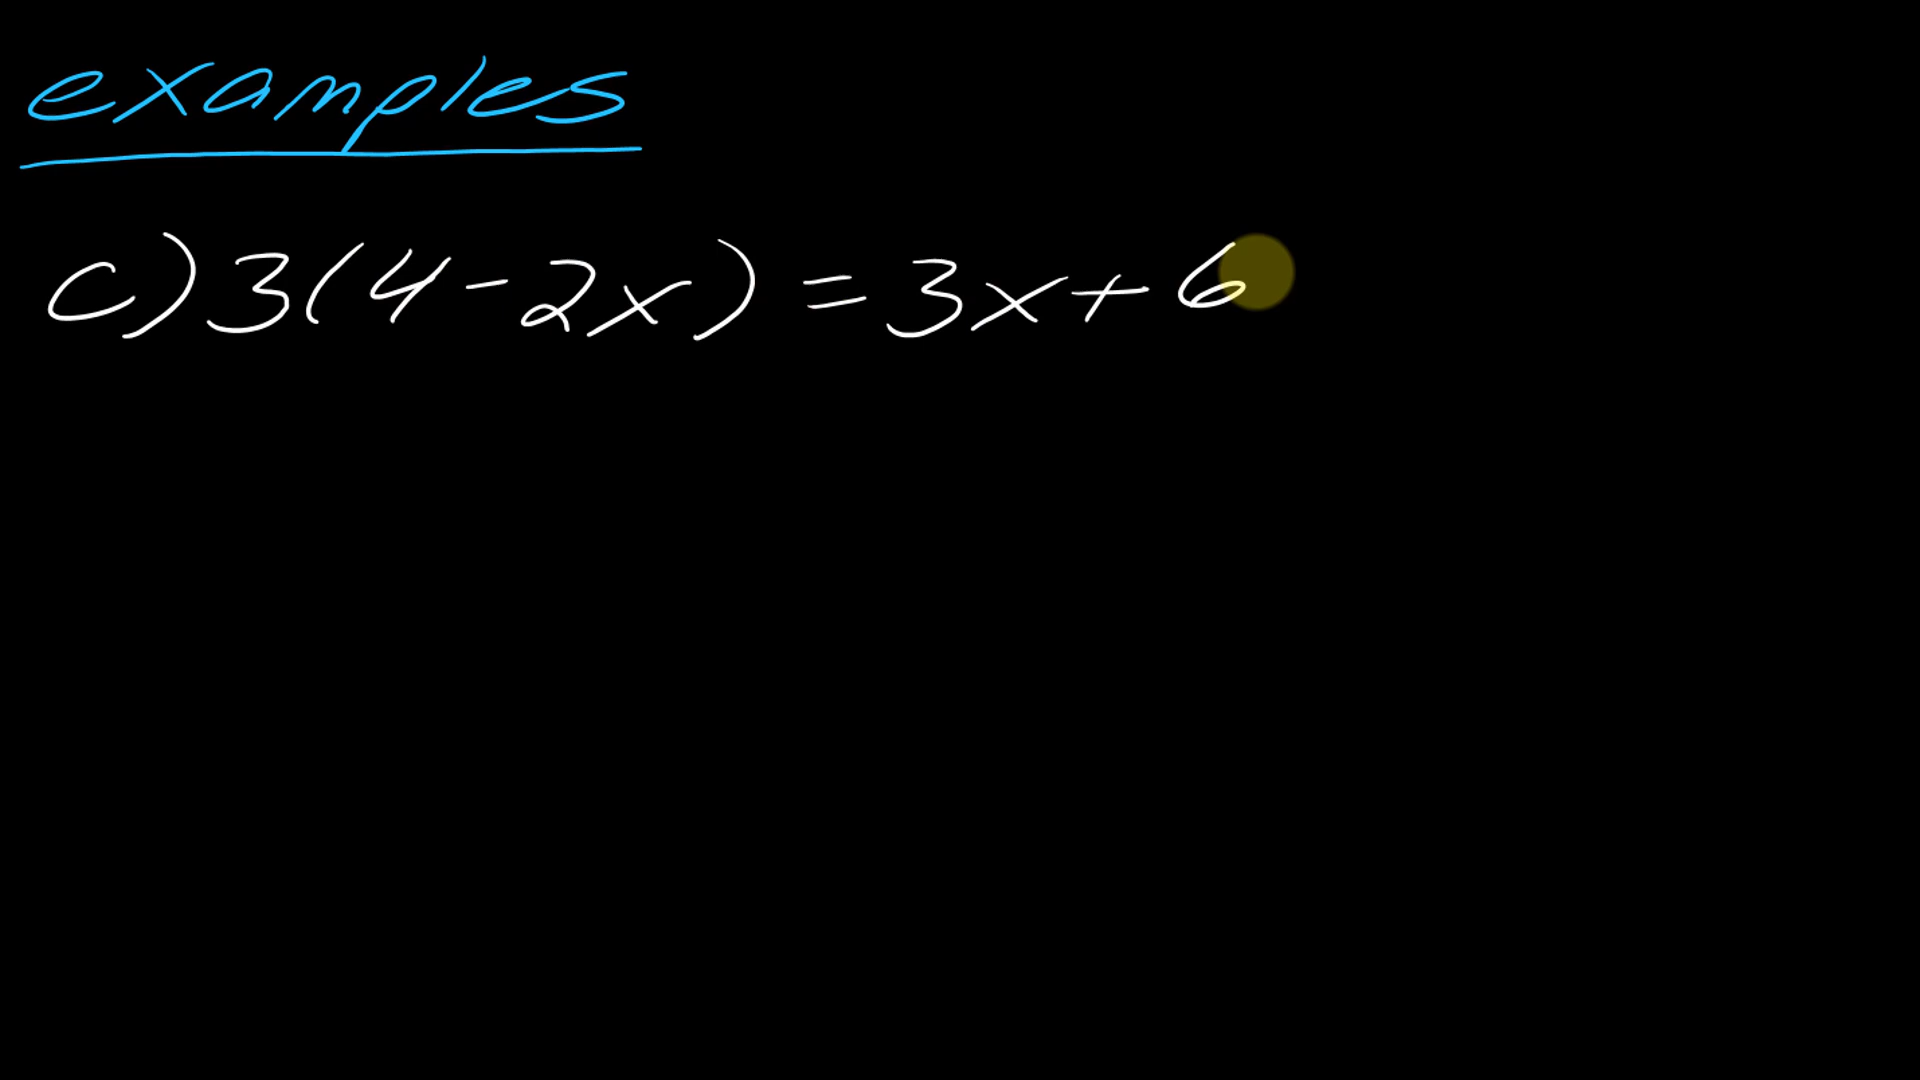 examples
c) 3(4-2x) = 3x+6